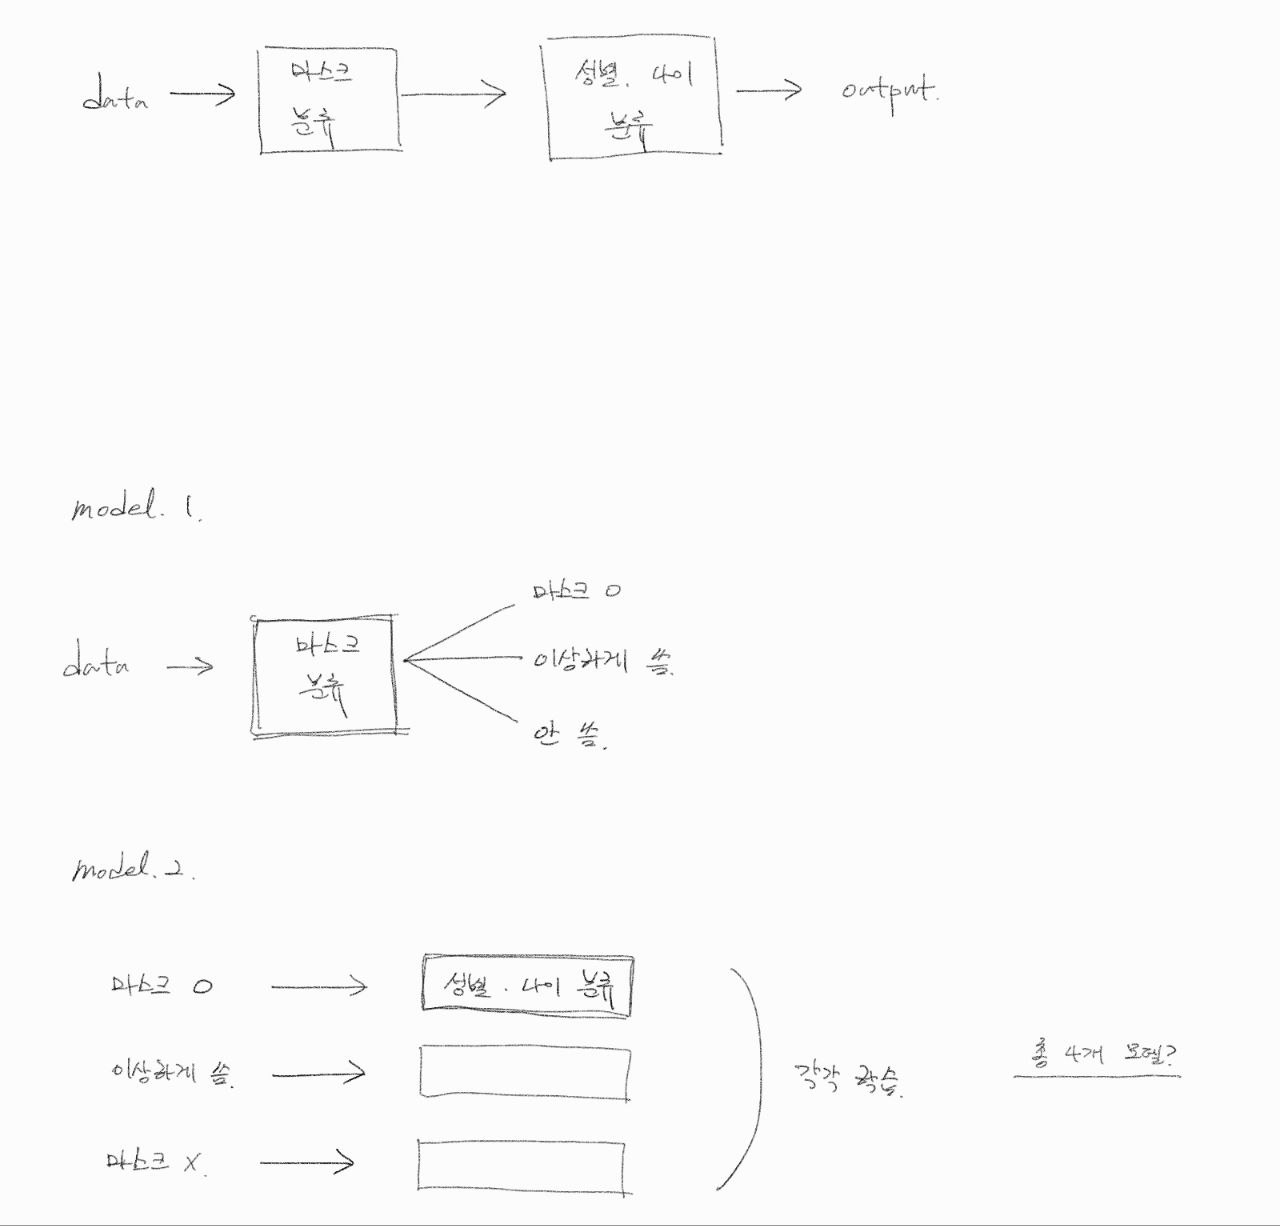 data → 마스크 → 성별. 나이 → output.
분류 분류
model. 1.
마스크 O
data → 마스크 이상하게 씀.
분류
안 씀.
model. 2.
마스크 O → 성별. 나이 분류
이상하게 씀. →
각각 학습. 총 4개 모델?
마스크 X. →